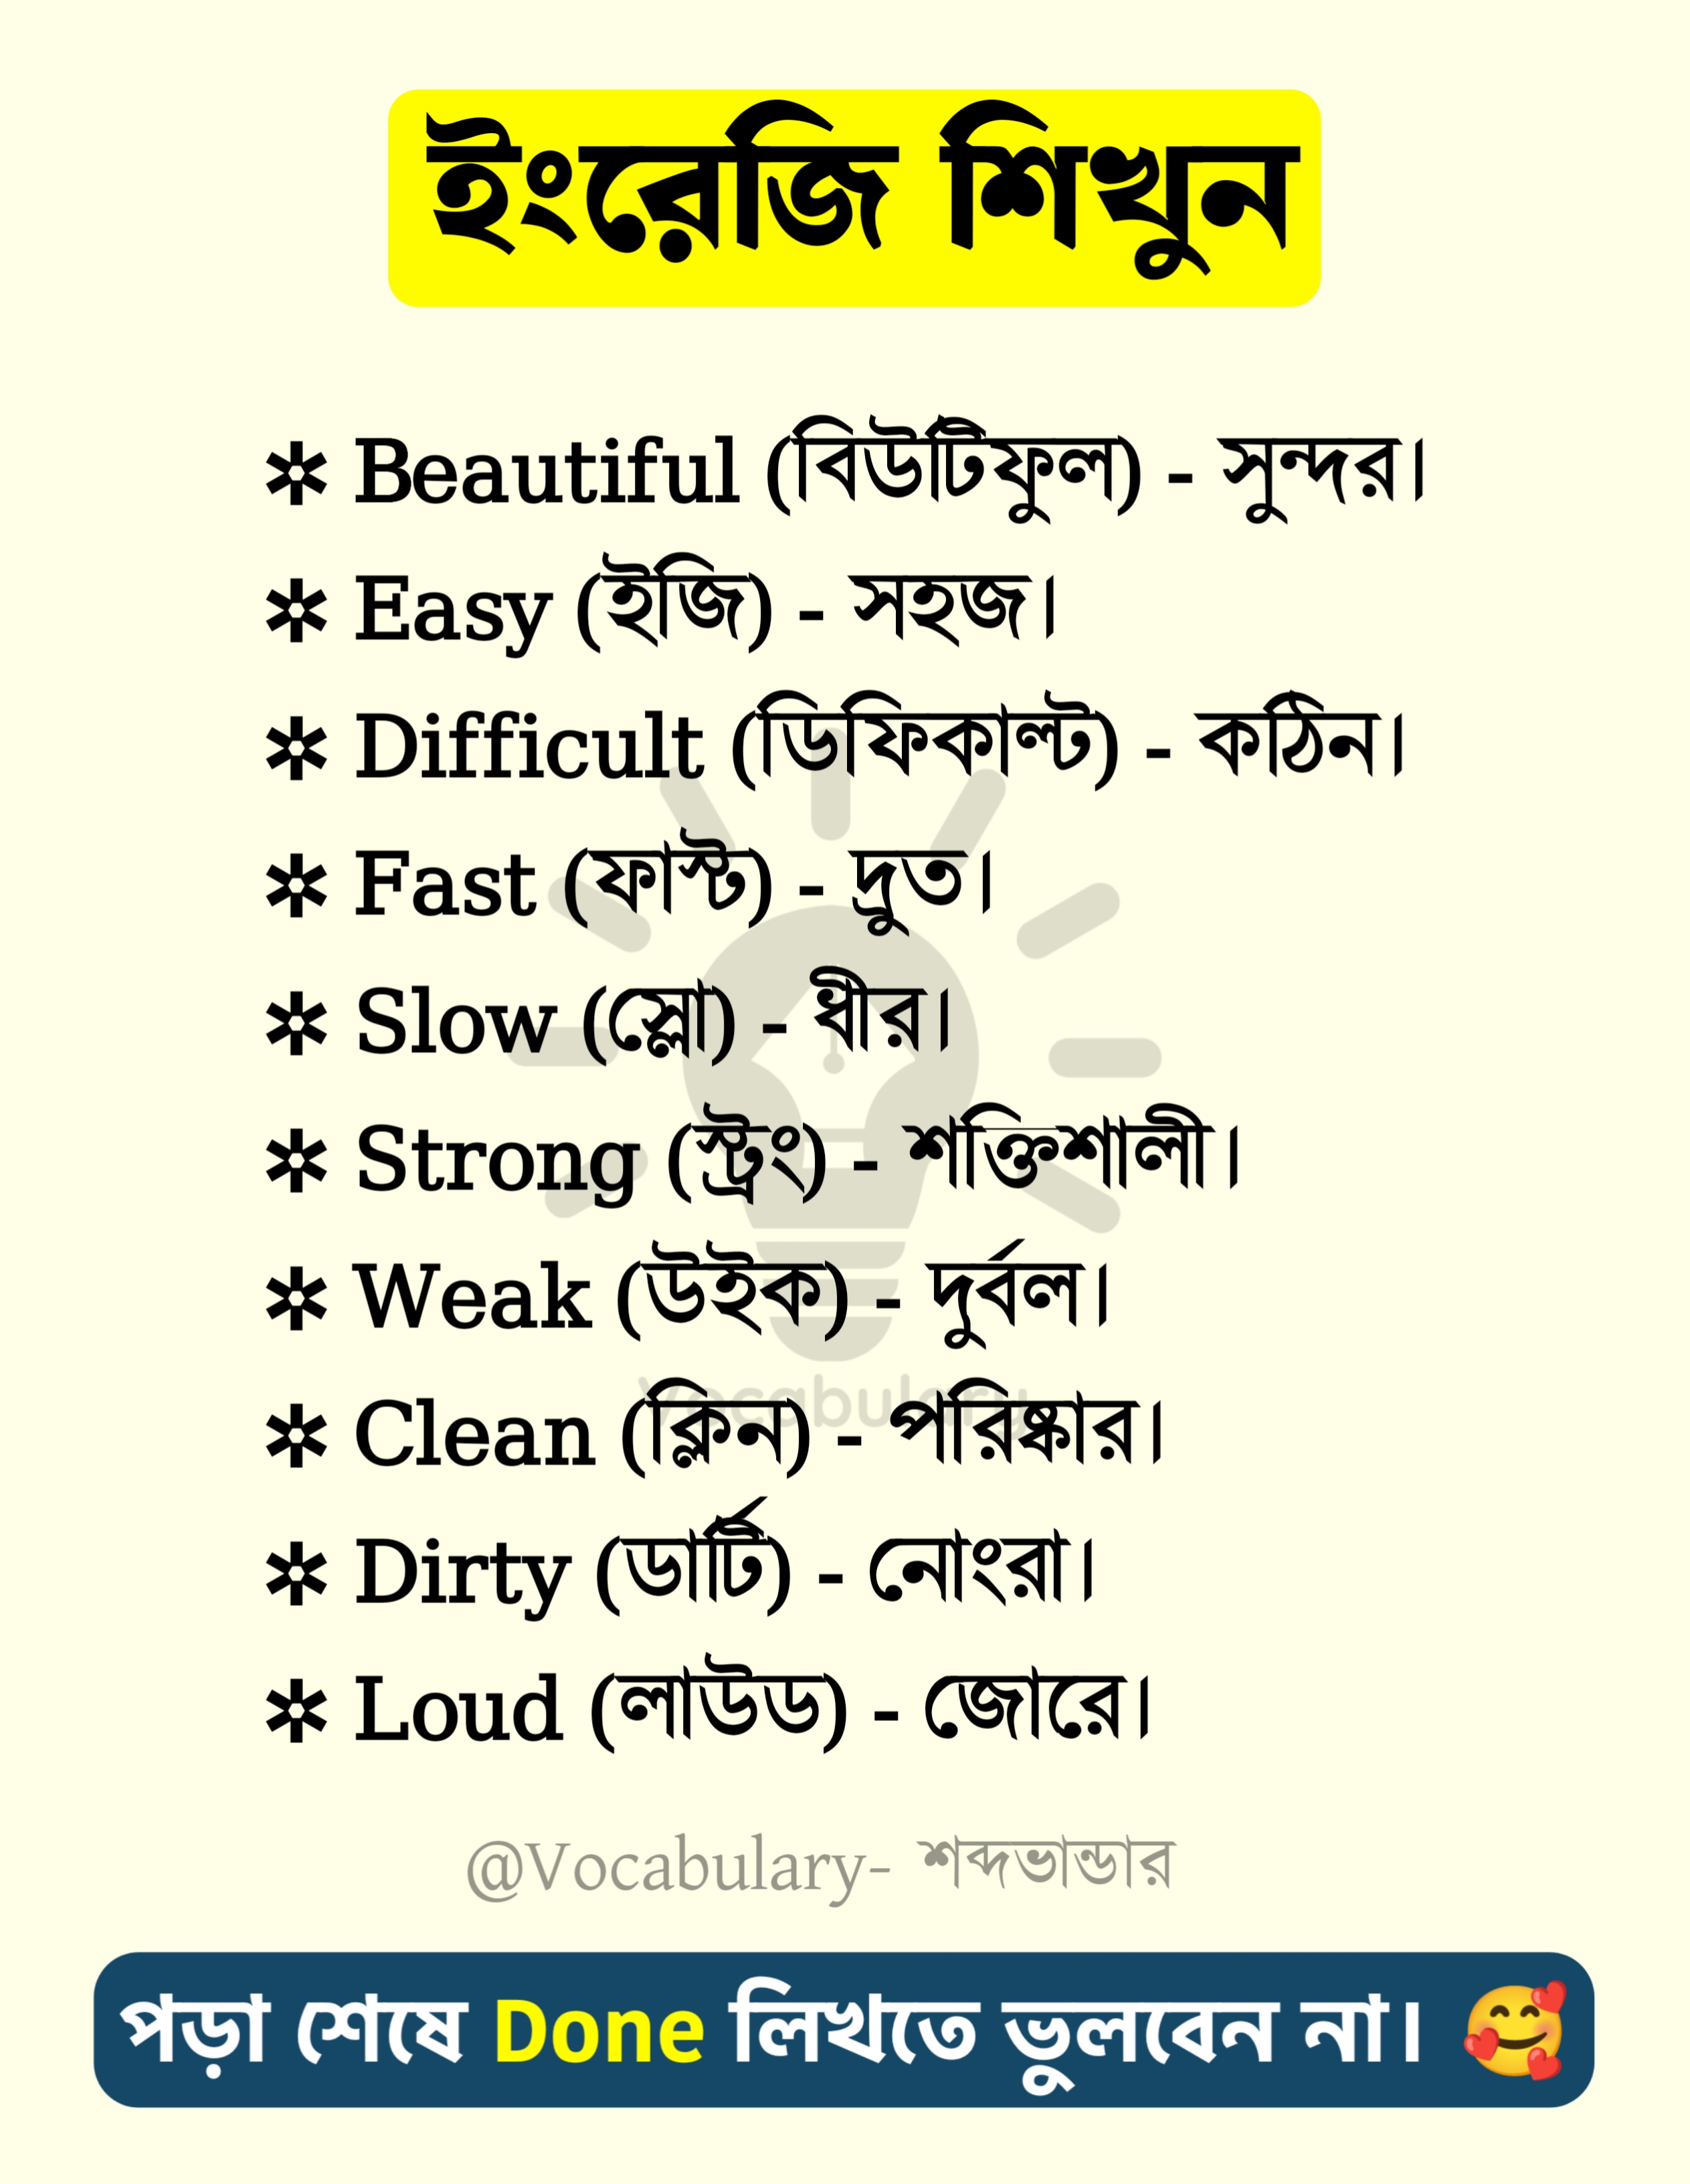 ইংরেজি শিখুন
* Beautiful (বিউটিফুল) - সুন্দর।
* Easy (ইজি) - সহজ।
* Difficult (ডিফিকাল্ট) - কঠিন।
* Fast (ফাস্ট) - দ্রুত।
* Slow (স্লো) - ধীর।
* Strong (স্ট্রং) - শক্তিশালী।
* Weak (উইক) - দুর্বল।
* Clean (ক্লিন) - পরিষ্কার।
* Dirty (ডার্টি) - নোংরা।
* Loud (লাউড) - জোরে।
Vocabulary
@Vocabulary- শব্দভান্ডার
পড়া শেষে Done লিখতে ভুলবেন না। 🥰